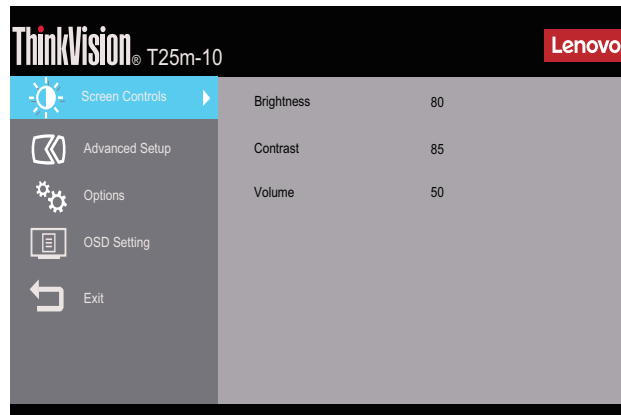 ThinkVision® T25m-10
Lenovo
Screen Controls
Brightness 80
Advanced Setup
Contrast 85
Options
Volume 50
OSD Setting
Exit